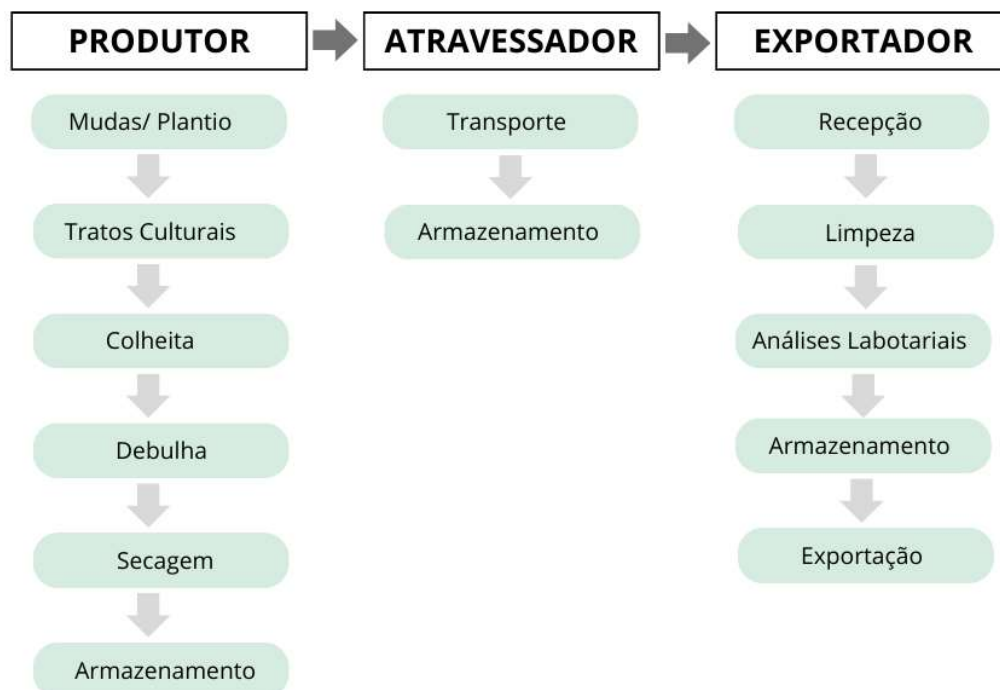 PRODUTOR
Mudas/ Plantio
Tratos Culturais
Colheita
Debulha
Secagem
Armazenamento
ATRAVESSADOR
Transporte
Armazenamento
EXPORTADOR
Recepção
Limpeza
Análises Labotariais
Armazenamento
Exportação